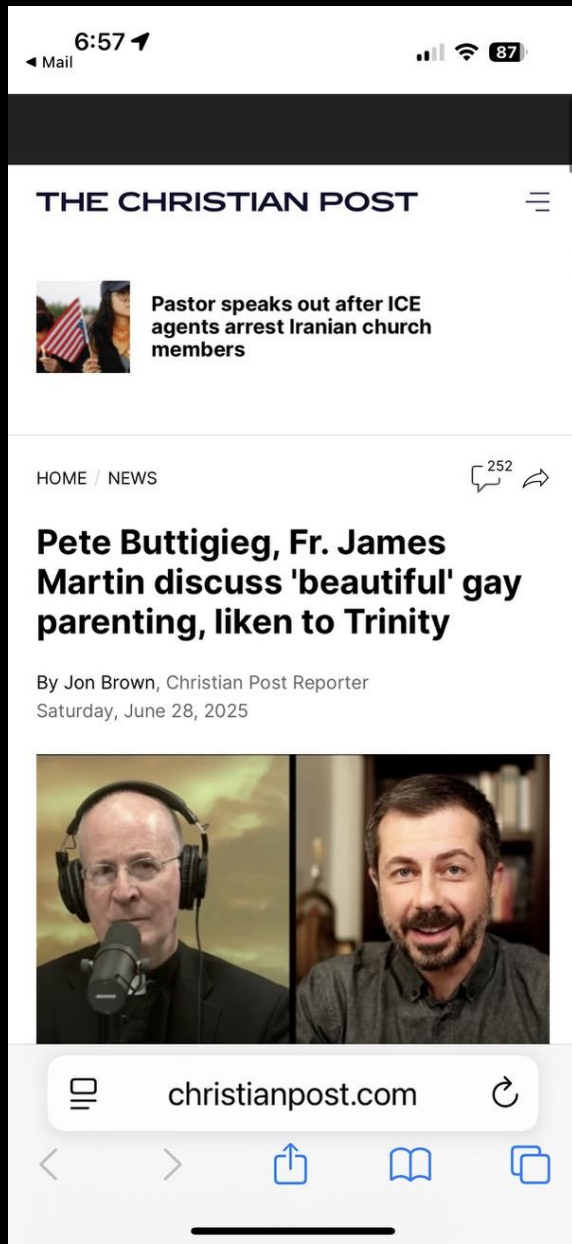 6:57
◀ Mail
87
THE CHRISTIAN POST
Pastor speaks out after ICE
agents arrest Iranian church
members
HOME / NEWS
252
Pete Buttigieg, Fr. James
Martin discuss 'beautiful' gay
parenting, liken to Trinity
By Jon Brown, Christian Post Reporter
Saturday, June 28, 2025
christianpost.com